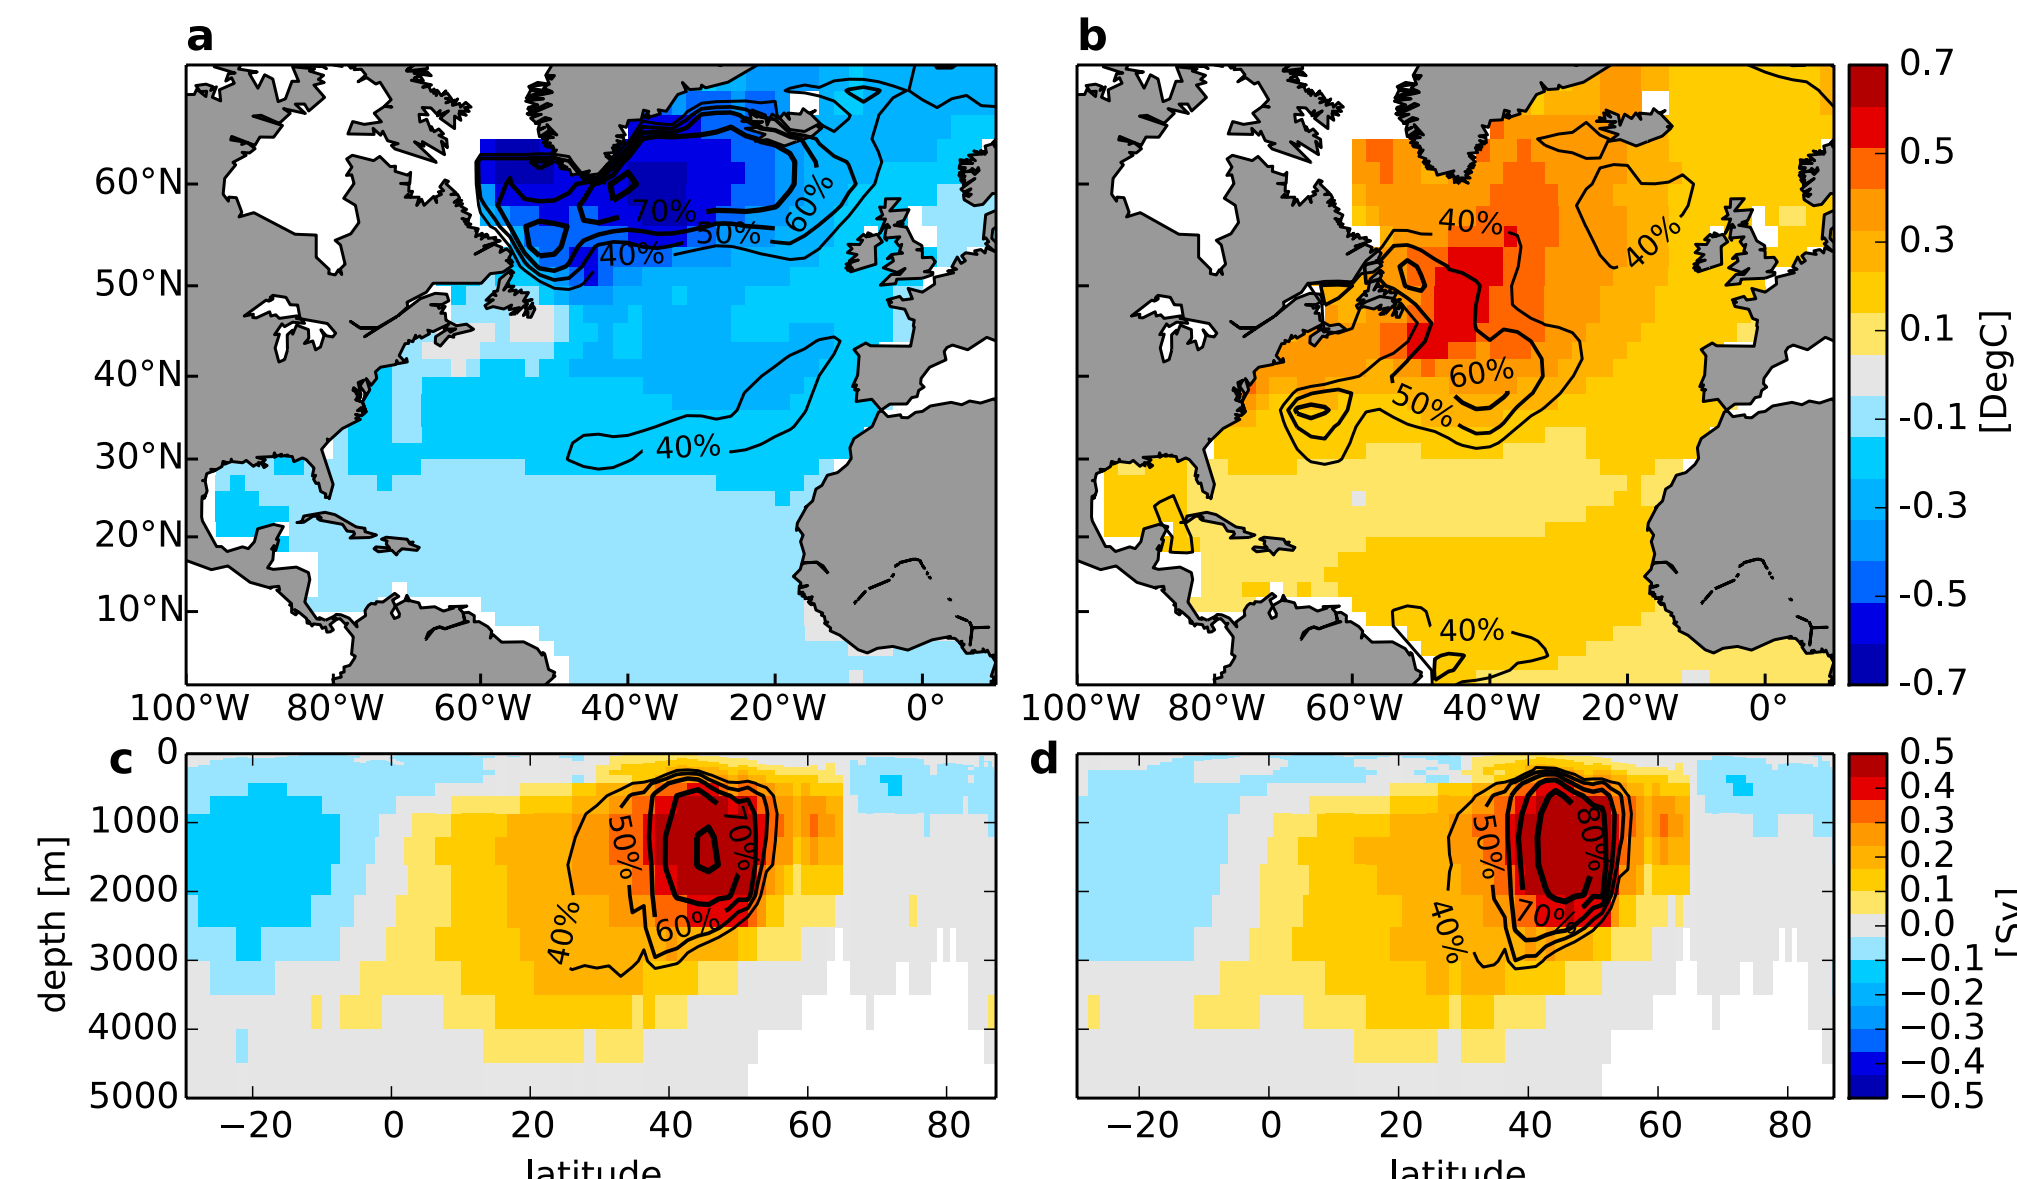 a
b
60°N
50°N
40°N
30°N
20°N
10°N
100°W 80°W 60°W 40°W 20°W 0°
70%
60%
50%
40%
40%
100°W 80°W 60°W 40°W 20°W 0°
40%
40%
60%
50%
40%
0.7
0.5
0.3
0.1
-0.1
-0.3
-0.5
-0.7
[DegC]
c
0
1000
2000
3000
4000
5000
depth [m]
50%
70%
60%
40%
−20 0 20 40 60 80
latitude
d
50%
80%
70%
40%
−20 0 20 40 60 80
latitude
0.5
0.4
0.3
0.2
0.1
0.0
−0.1
−0.2
−0.3
−0.4
−0.5
[Sv]